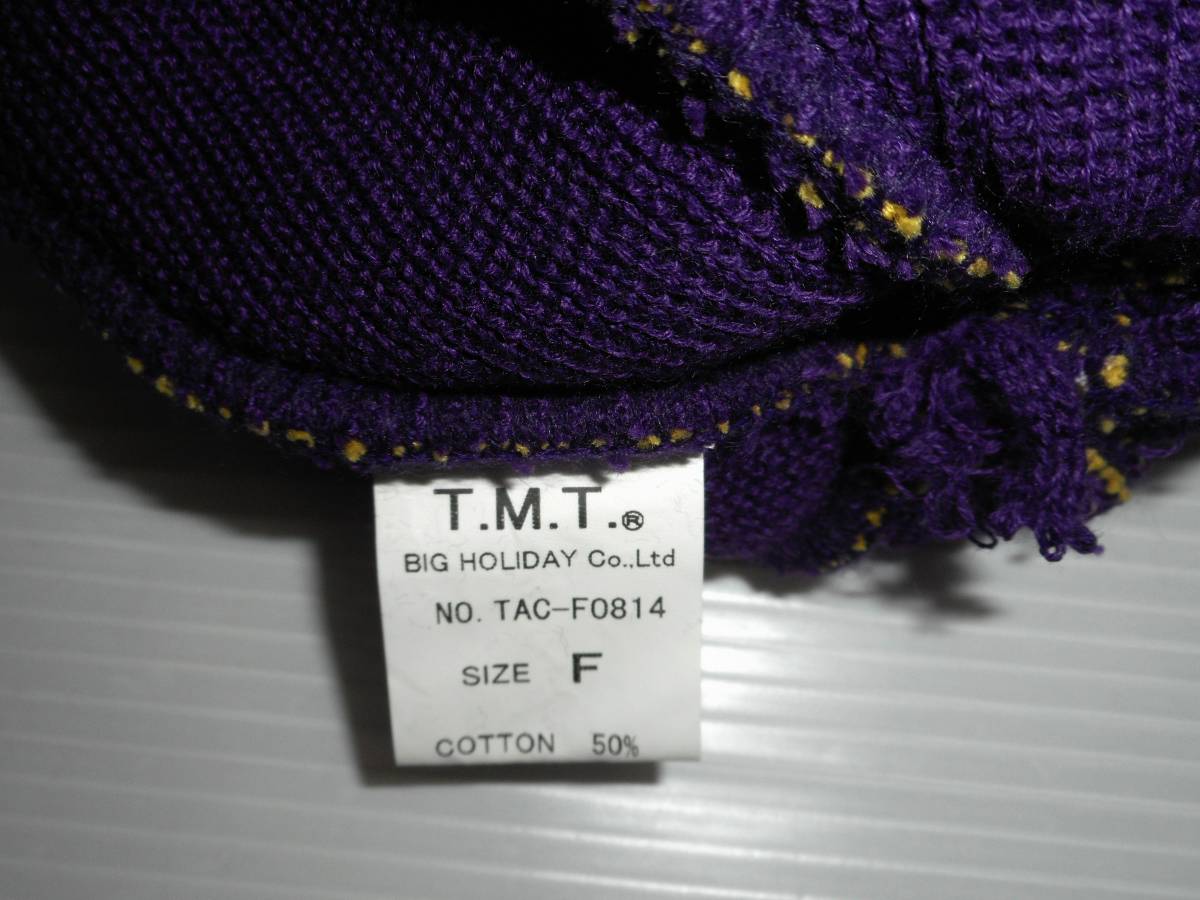 T.M.T.®
BIG HOLIDAY Co.,Ltd
NO. TAC-F0814
SIZE F
COTTON 50%